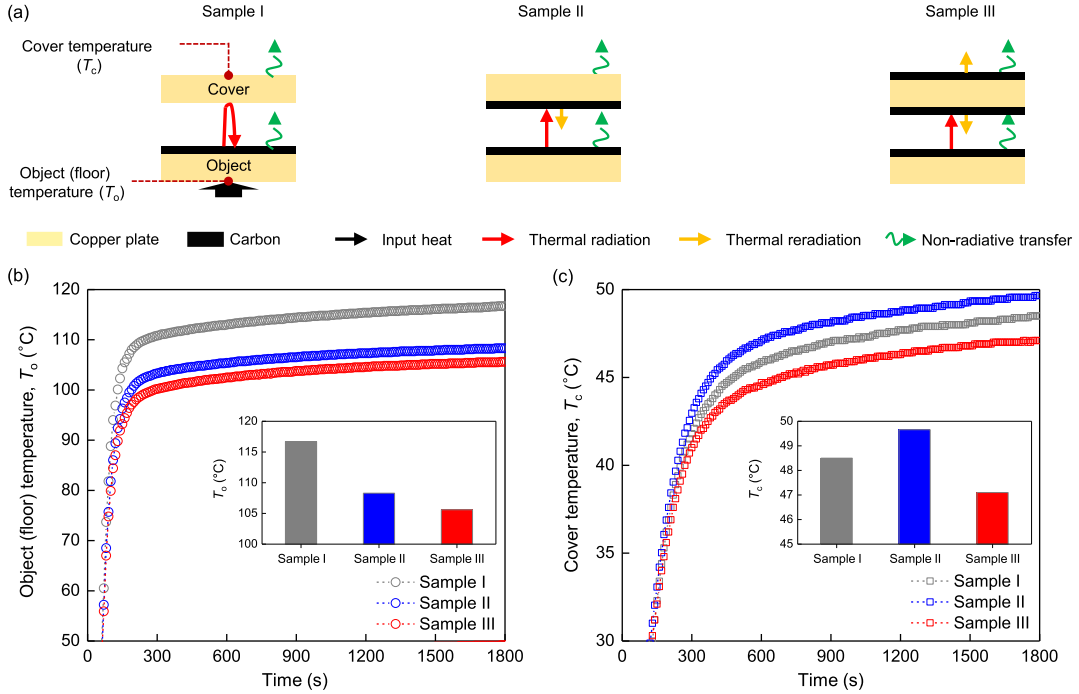 (a)
Sample I
Sample II
Sample III
Cover temperature
(Tc)
Cover
Object
Object (floor)
temperature (To)
Copper plate
Carbon
Input heat
Thermal radiation
Thermal reradiation
Non-radiative transfer
(b)
Object (floor) temperature, To (°C)
120
110
100
90
80
70
60
50
0
300
600
900
1200
1500
1800
Time (s)
To (°C)
120
115
110
105
100
Sample I
Sample II
Sample III
Sample I
Sample II
Sample III
(c)
Cover temperature, Tc (°C)
50
45
40
35
30
0
300
600
900
1200
1500
1800
Time (s)
Tc (°C)
50
49
48
47
46
45
Sample I
Sample II
Sample III
Sample I
Sample II
Sample III